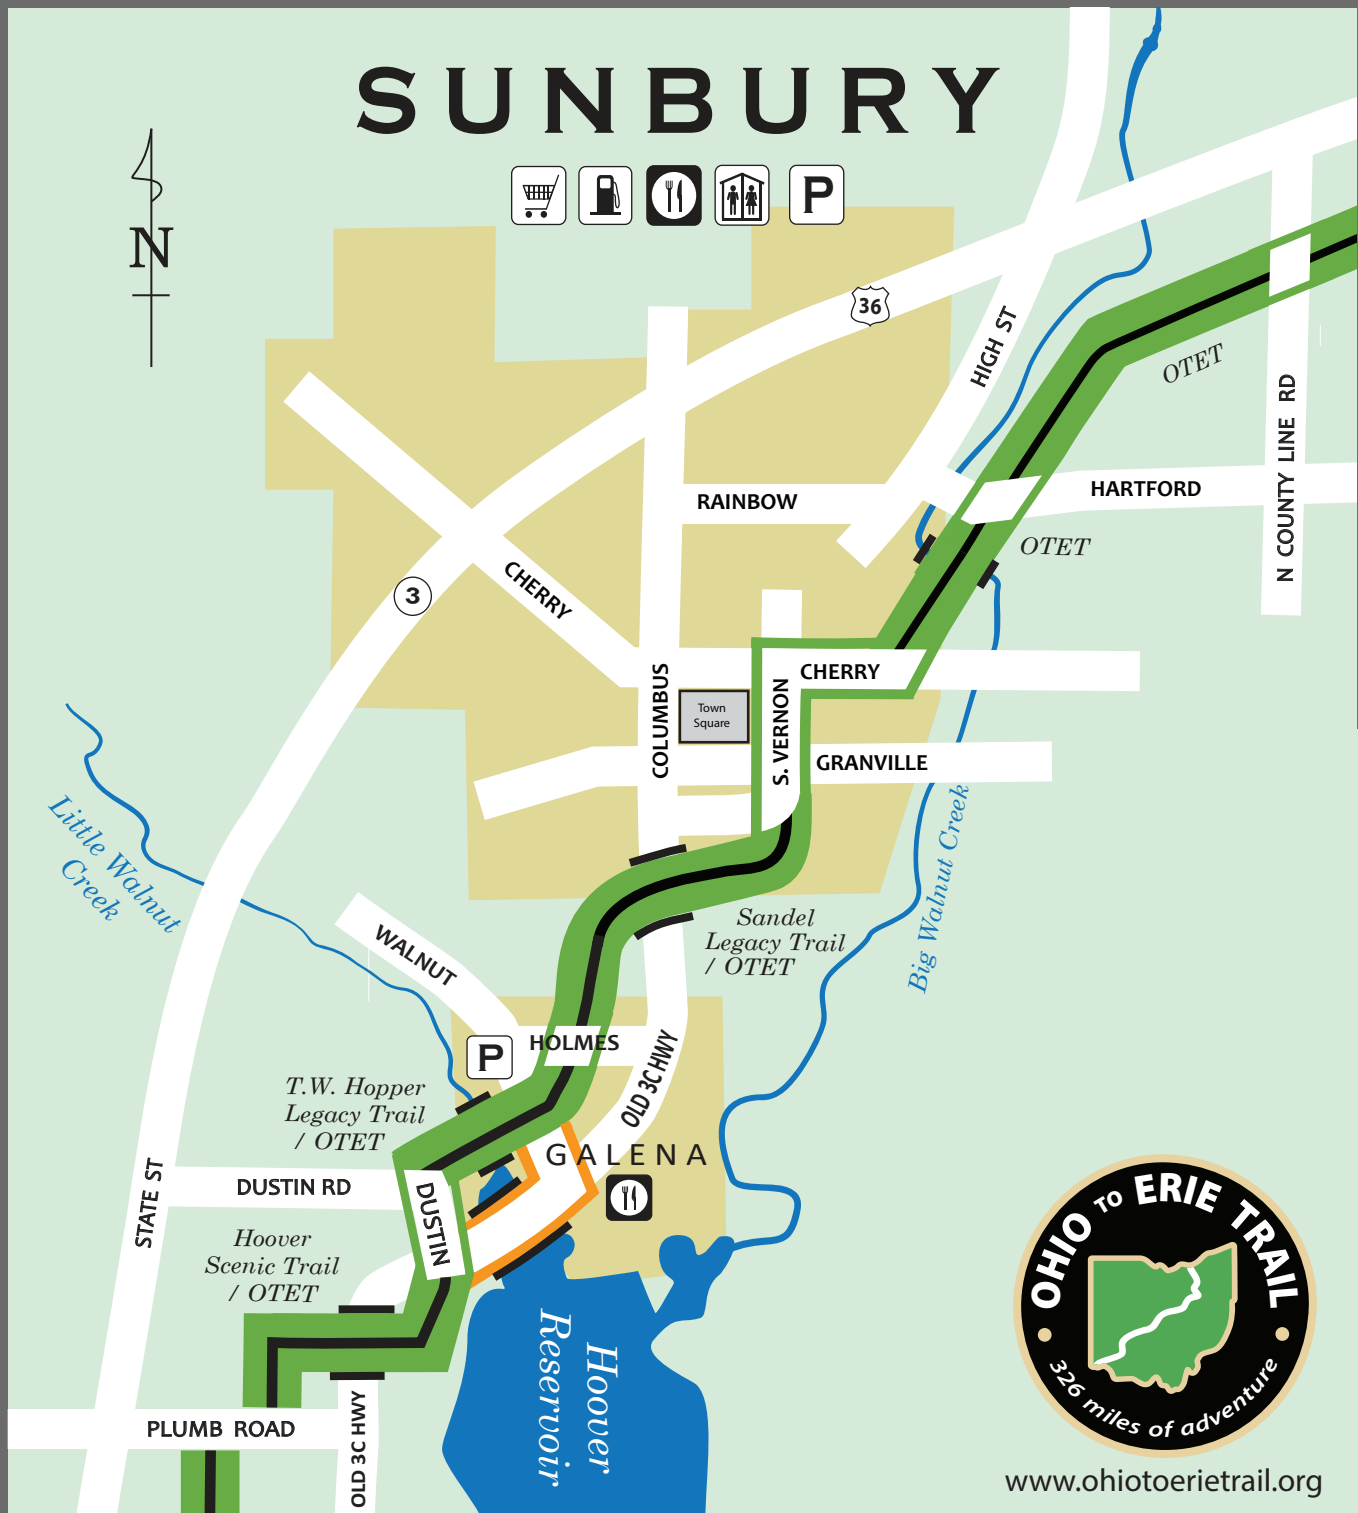 SUNBURY
P
N
36
HIGH ST
OTET
N COUNTY LINE RD
RAINBOW
HARTFORD
OTET
3
CHERRY
COLUMBUS
CHERRY
Town
Square
S. VERNON
GRANVILLE
Little Walnut
Creek
Big Walnut Creek
WALNUT
Sandel
Legacy Trail
/ OTET
P
HOLMES
OLD 3C HWY
T.W. Hopper
Legacy Trail
/ OTET
GALENA
STATE ST
DUSTIN RD
DUSTIN
Hoover
Scenic Trail
/ OTET
Hoover
Reservoir
PLUMB ROAD
OLD 3C HWY
OHIO TO ERIE TRAIL
326 miles of adventure
www.ohiotoerietrail.org